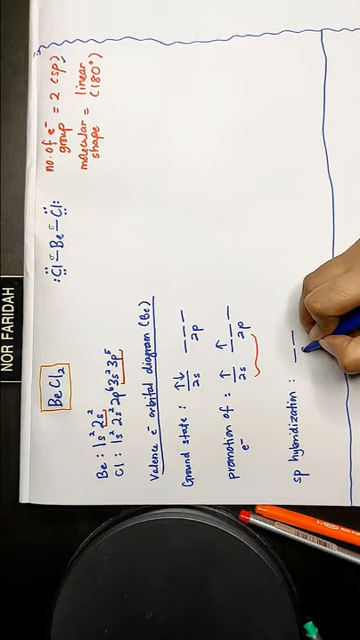 BeCl₂
:Cl – Be – Cl:
σ σ
no. of e⁻ group = 2 (sp)
molecular shape = linear (180°)
Be : 1s² 2s²
Cl : 1s² 2s² 2p⁶ 3s² 3p⁵
Valence e⁻ orbital diagram (Be)
Ground state : ↑↓
2s 2p
promotion of e⁻ : ↑ ↑
2s 2p
sp hybridization :
NOR FARIDAH